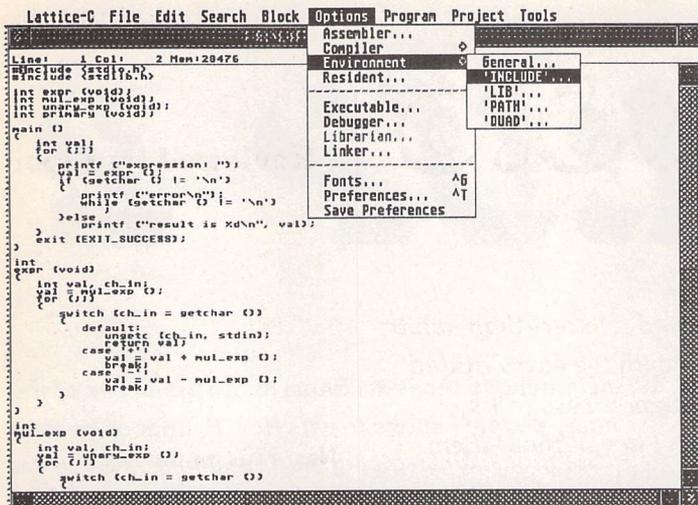 Lattice-C File Edit Search Block Options Program Project Tools
Line: 1 Col: 2 Mem:28476
#include <stdio.h>
#include <stdlib.h>
int expr (void);
int mul_exp (void);
int unary_exp (void);
int primary (void);
main ()
{
int val;
for (;;)
{
printf ("expression: ");
val = expr ();
if (getchar () != '\n')
{
printf ("error\n");
while (getchar () != '\n')
;
}else
printf ("result is %d\n", val);
}
exit (EXIT_SUCCESS);
}
int
expr (void)
{
int val, ch_in;
val = mul_exp ();
for (;;)
{
switch (ch_in = getchar ())
{
default:
ungetc (ch_in, stdin);
return val;
case '+':
val = val + mul_exp ();
break;
case '-':
val = val - mul_exp ();
break;
}
}
}
int
mul_exp (void)
{
int val, ch_in;
val = unary_exp ();
for (;;)
{
switch (ch_in = getchar ())
{
Assembler...
Compiler
Environment
Resident...
Executable...
Debugger...
Librarian...
Linker...
Fonts... ^G
Preferences... ^T
Save Preferences
General...
'INCLUDE'...
'LIB'...
'PATH'...
'QUAD'...